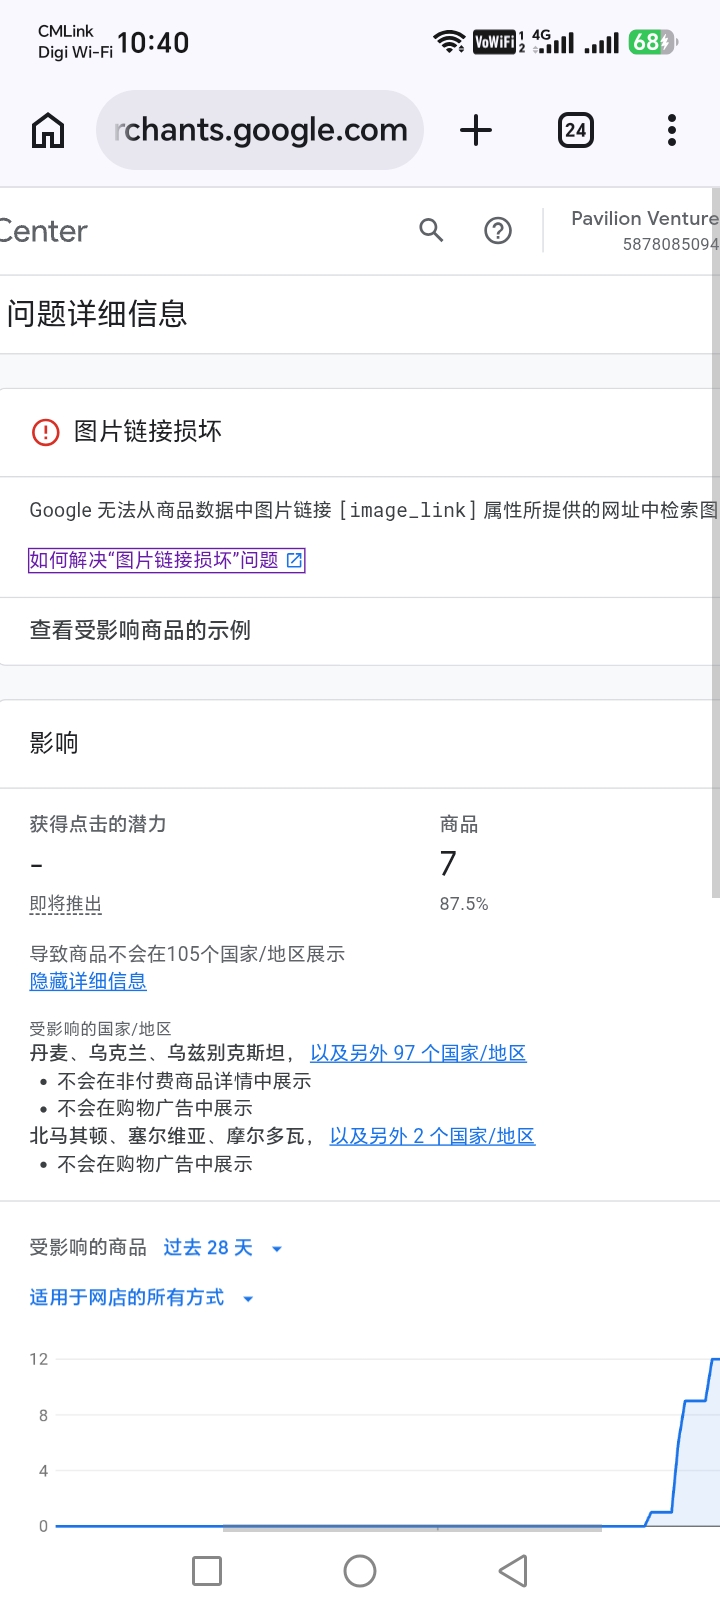 CMLink
Digi Wi-Fi
10:40
VoWiFi 1 2
4G
68
rchants.google.com
24
Center
Pavilion Venture
5878085094
问题详细信息
图片链接损坏
Google 无法从商品数据中图片链接 [image_link] 属性所提供的网址中检索图
如何解决“图片链接损坏”问题
查看受影响商品的示例
影响
获得点击的潜力
商品
-
7
即将推出
87.5%
导致商品不会在105个国家/地区展示
隐藏详细信息
受影响的国家/地区
丹麦、乌克兰、乌兹别克斯坦， 以及另外 97 个国家/地区
• 不会在非付费商品详情中展示
• 不会在购物广告中展示
北马其顿、塞尔维亚、摩尔多瓦， 以及另外 2 个国家/地区
• 不会在购物广告中展示
受影响的商品 过去 28 天
适用于网店的所有方式
12
8
4
0